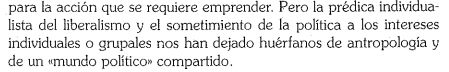 para la acción que se requiere emprender. Pero la prédica individua-
lista del liberalismo y el sometimiento de la política a los intereses
individuales o grupales nos han dejado huérfanos de antropología y
de un «mundo político» compartido.